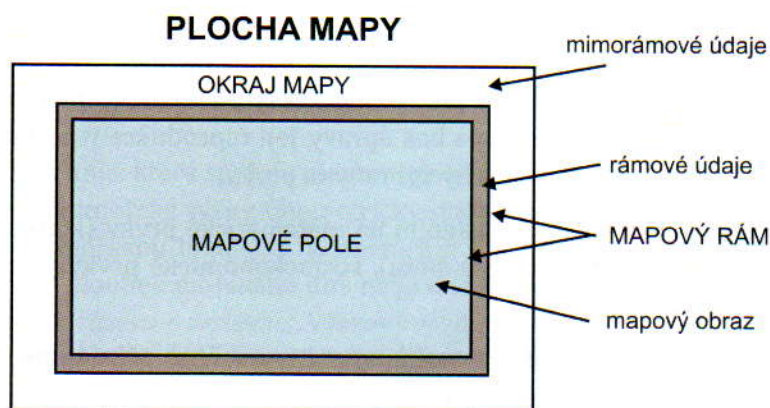 PLOCHA MAPY
mimorámové údaje
OKRAJ MAPY
rámové údaje
MAPOVÉ POLE
MAPOVÝ RÁM
mapový obraz